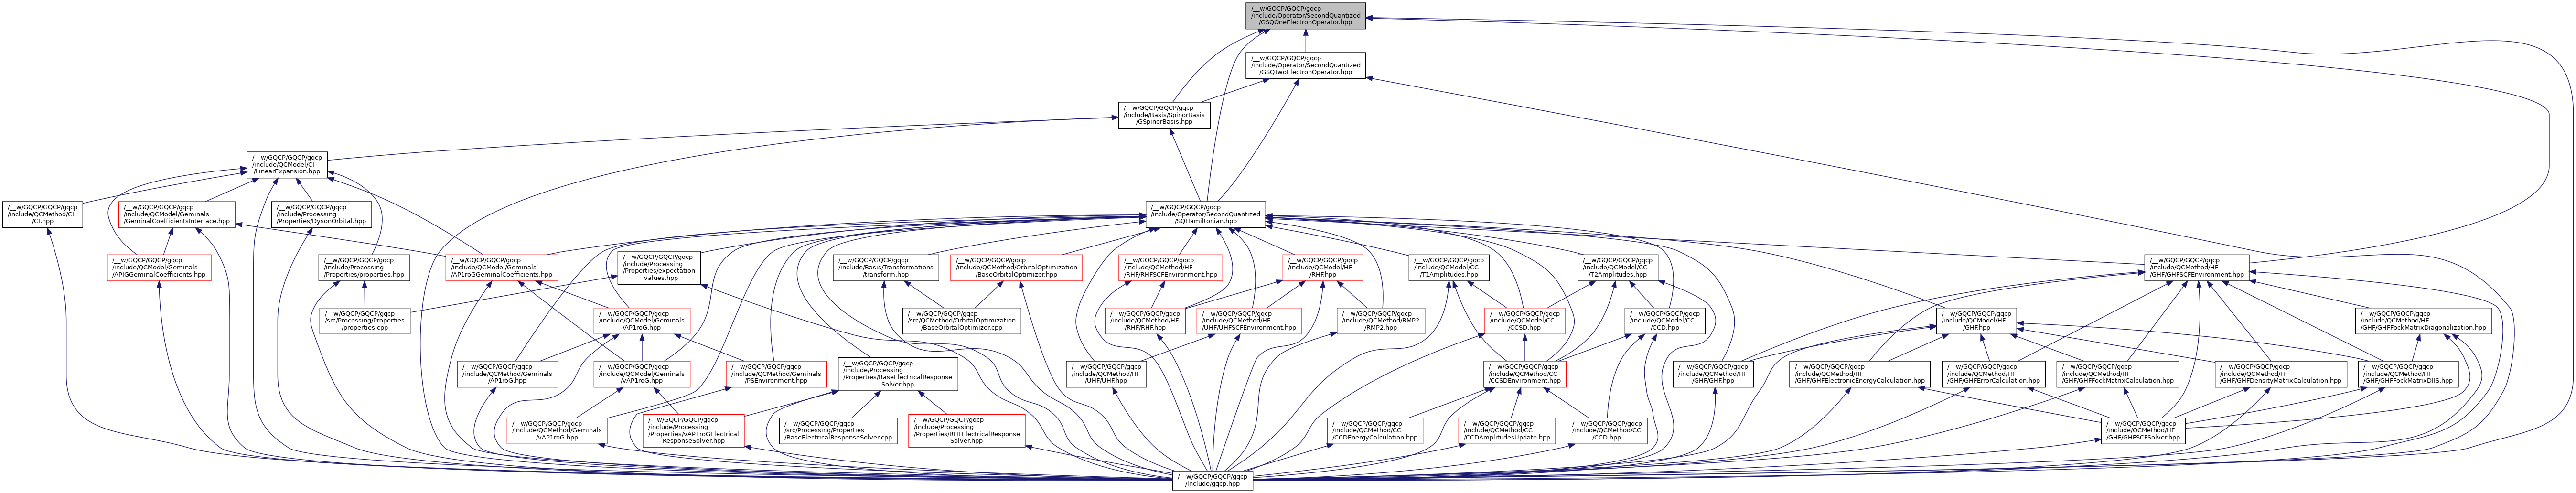 /__w/GQCP/GQCP/gqcp
/include/Operator/SecondQuantized
/GSQOneElectronOperator.hpp
/__w/GQCP/GQCP/gqcp
/include/Operator/SecondQuantized
/GSQTwoElectronOperator.hpp
/__w/GQCP/GQCP/gqcp
/include/Basis/SpinorBasis
/GSpinorBasis.hpp
/__w/GQCP/GQCP/gqcp
/include/QCModel/CI
/LinearExpansion.hpp
/__w/GQCP/GQCP/gqcp
/include/QCMethod/CI
/CI.hpp
/__w/GQCP/GQCP/gqcp
/include/QCModel/Geminals
/GeminalCoefficientsInterface.hpp
/__w/GQCP/GQCP/gqcp
/include/Processing
/Properties/DysonOrbital.hpp
/__w/GQCP/GQCP/gqcp
/include/Operator/SecondQuantized
/SQHamiltonian.hpp
/__w/GQCP/GQCP/gqcp
/include/QCModel/Geminals
/APIGGeminalCoefficients.hpp
/__w/GQCP/GQCP/gqcp
/include/Processing
/Properties/properties.hpp
/__w/GQCP/GQCP/gqcp
/include/QCModel/Geminals
/AP1roGGeminalCoefficients.hpp
/__w/GQCP/GQCP/gqcp
/include/Processing
/Properties/expectation
_values.hpp
/__w/GQCP/GQCP/gqcp
/include/Basis/Transformations
/transform.hpp
/__w/GQCP/GQCP/gqcp
/include/QCMethod/OrbitalOptimization
/BaseOrbitalOptimizer.hpp
/__w/GQCP/GQCP/gqcp
/include/QCMethod/HF
/RHF/RHFSCFEnvironment.hpp
/__w/GQCP/GQCP/gqcp
/include/QCModel/HF
/RHF.hpp
/__w/GQCP/GQCP/gqcp
/include/QCModel/CC
/T1Amplitudes.hpp
/__w/GQCP/GQCP/gqcp
/include/QCModel/CC
/T2Amplitudes.hpp
/__w/GQCP/GQCP/gqcp
/include/QCMethod/HF
/GHF/GHFSCFEnvironment.hpp
/__w/GQCP/GQCP/gqcp
/src/Processing/Properties
/properties.cpp
/__w/GQCP/GQCP/gqcp
/include/QCModel/Geminals
/AP1roG.hpp
/__w/GQCP/GQCP/gqcp
/src/QCMethod/OrbitalOptimization
/BaseOrbitalOptimizer.cpp
/__w/GQCP/GQCP/gqcp
/include/QCMethod/HF
/RHF/RHF.hpp
/__w/GQCP/GQCP/gqcp
/include/QCMethod/HF
/UHF/UHFSCFEnvironment.hpp
/__w/GQCP/GQCP/gqcp
/include/QCMethod/RMP2
/RMP2.hpp
/__w/GQCP/GQCP/gqcp
/include/QCModel/CC
/CCSD.hpp
/__w/GQCP/GQCP/gqcp
/include/QCModel/CC
/CCD.hpp
/__w/GQCP/GQCP/gqcp
/include/QCModel/HF
/GHF.hpp
/__w/GQCP/GQCP/gqcp
/include/QCMethod/HF
/GHF/GHFFockMatrixDiagonalization.hpp
/__w/GQCP/GQCP/gqcp
/include/QCMethod/Geminals
/AP1roG.hpp
/__w/GQCP/GQCP/gqcp
/include/QCModel/Geminals
/vAP1roG.hpp
/__w/GQCP/GQCP/gqcp
/include/QCMethod/Geminals
/PSEnvironment.hpp
/__w/GQCP/GQCP/gqcp
/include/Processing
/Properties/BaseElectricalResponse
Solver.hpp
/__w/GQCP/GQCP/gqcp
/include/QCMethod/HF
/UHF/UHF.hpp
/__w/GQCP/GQCP/gqcp
/include/QCMethod/CC
/CCSDEnvironment.hpp
/__w/GQCP/GQCP/gqcp
/include/QCMethod/HF
/GHF/GHF.hpp
/__w/GQCP/GQCP/gqcp
/include/QCMethod/HF
/GHF/GHFElectronicEnergyCalculation.hpp
/__w/GQCP/GQCP/gqcp
/include/QCMethod/HF
/GHF/GHFErrorCalculation.hpp
/__w/GQCP/GQCP/gqcp
/include/QCMethod/HF
/GHF/GHFFockMatrixCalculation.hpp
/__w/GQCP/GQCP/gqcp
/include/QCMethod/HF
/GHF/GHFDensityMatrixCalculation.hpp
/__w/GQCP/GQCP/gqcp
/include/QCMethod/HF
/GHF/GHFFockMatrixDIIS.hpp
/__w/GQCP/GQCP/gqcp
/include/QCMethod/Geminals
/vAP1roG.hpp
/__w/GQCP/GQCP/gqcp
/include/Processing
/Properties/vAP1roGElectrical
ResponseSolver.hpp
/__w/GQCP/GQCP/gqcp
/src/Processing/Properties
/BaseElectricalResponseSolver.cpp
/__w/GQCP/GQCP/gqcp
/include/Processing
/Properties/RHFElectricalResponse
Solver.hpp
/__w/GQCP/GQCP/gqcp
/include/QCMethod/CC
/CCDEnergyCalculation.hpp
/__w/GQCP/GQCP/gqcp
/include/QCMethod/CC
/CCDAmplitudesUpdate.hpp
/__w/GQCP/GQCP/gqcp
/include/QCMethod/CC
/CCD.hpp
/__w/GQCP/GQCP/gqcp
/include/QCMethod/HF
/GHF/GHFSCFSolver.hpp
/__w/GQCP/GQCP/gqcp
/include/gqcp.hpp